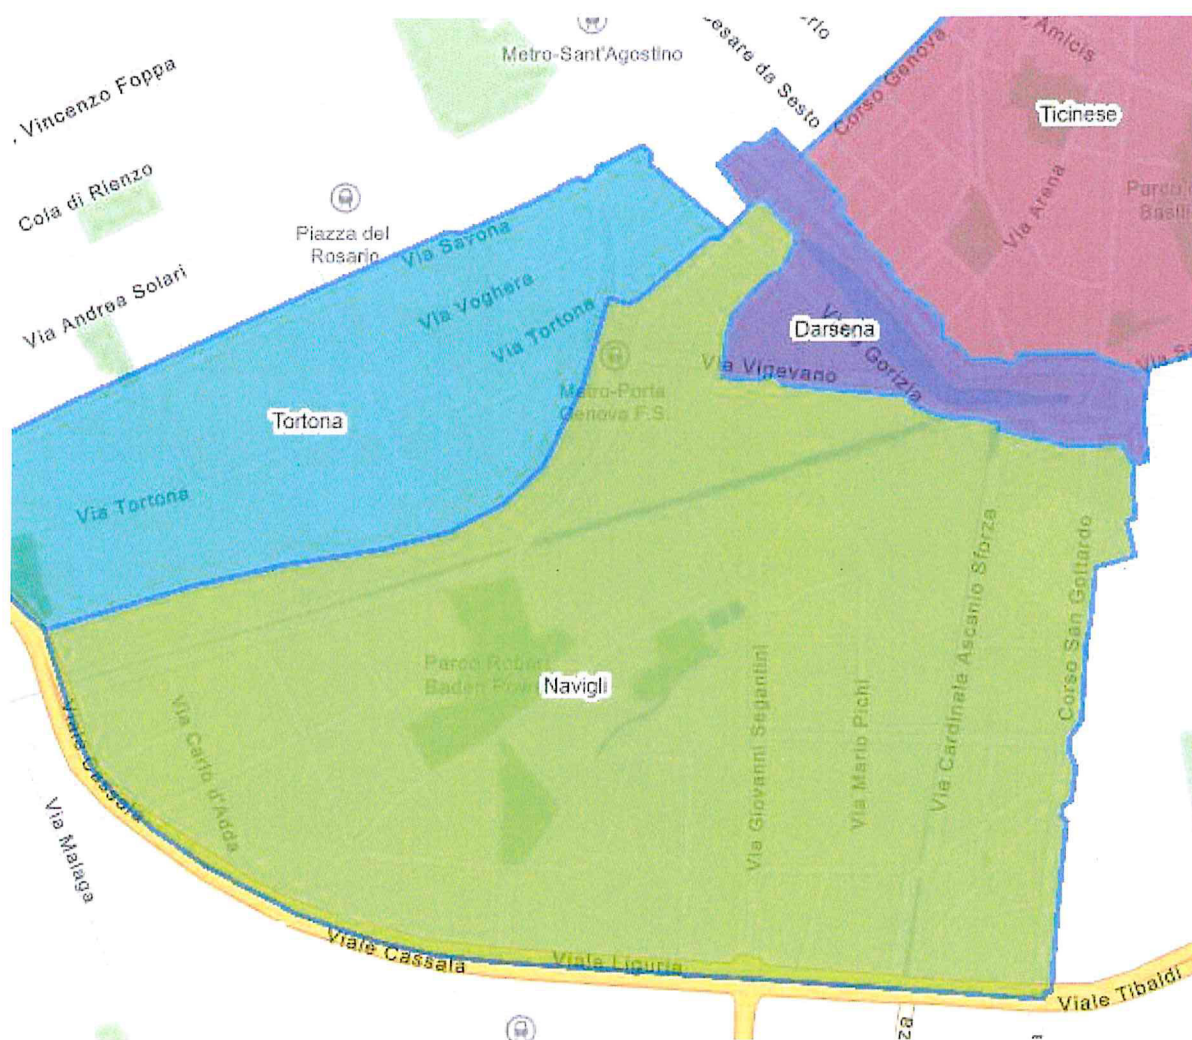 Metro-Sant'Agostino
esare da Sesto
Corso Genova
Amicis
, Vincenzo Foppa
Ticinese
Cola di Rienzo
Via Arena
Piazza del
Rosario
Via Savona
Via Andrea Solari
Via Voghera
Via Tortona
Darsena
Viale Gorizia
Via Vigevano
Metro-Porta
Genova F.S.
Tortona
Via Tortona
Via Cardinale Ascanio Sforza
Corso San Gottardo
Navigli
Via Giovanni Segantini
Via Mario Pichi
Via Carlo d'Adda
Viale Cassala
Via Malaga
Viale Cassala
Viale Liguria
Viale Tibaldi